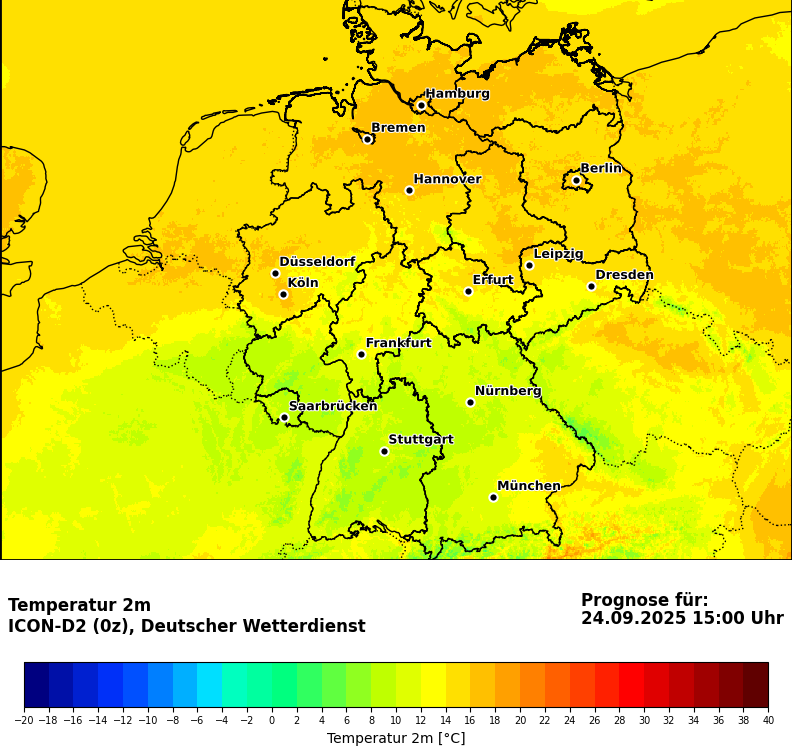 Hamburg
Bremen
Berlin
Hannover
Leipzig
Düsseldorf
Dresden
Köln
Erfurt
Frankfurt
Nürnberg
Saarbrücken
Stuttgart
München
Temperatur 2m
ICON-D2 (0z), Deutscher Wetterdienst
Prognose für:
24.09.2025 15:00 Uhr
−20 −18 −16 −14 −12 −10 −8 −6 −4 −2 0 2 4 6 8 10 12 14 16 18 20 22 24 26 28 30 32 34 36 38 40
Temperatur 2m [°C]